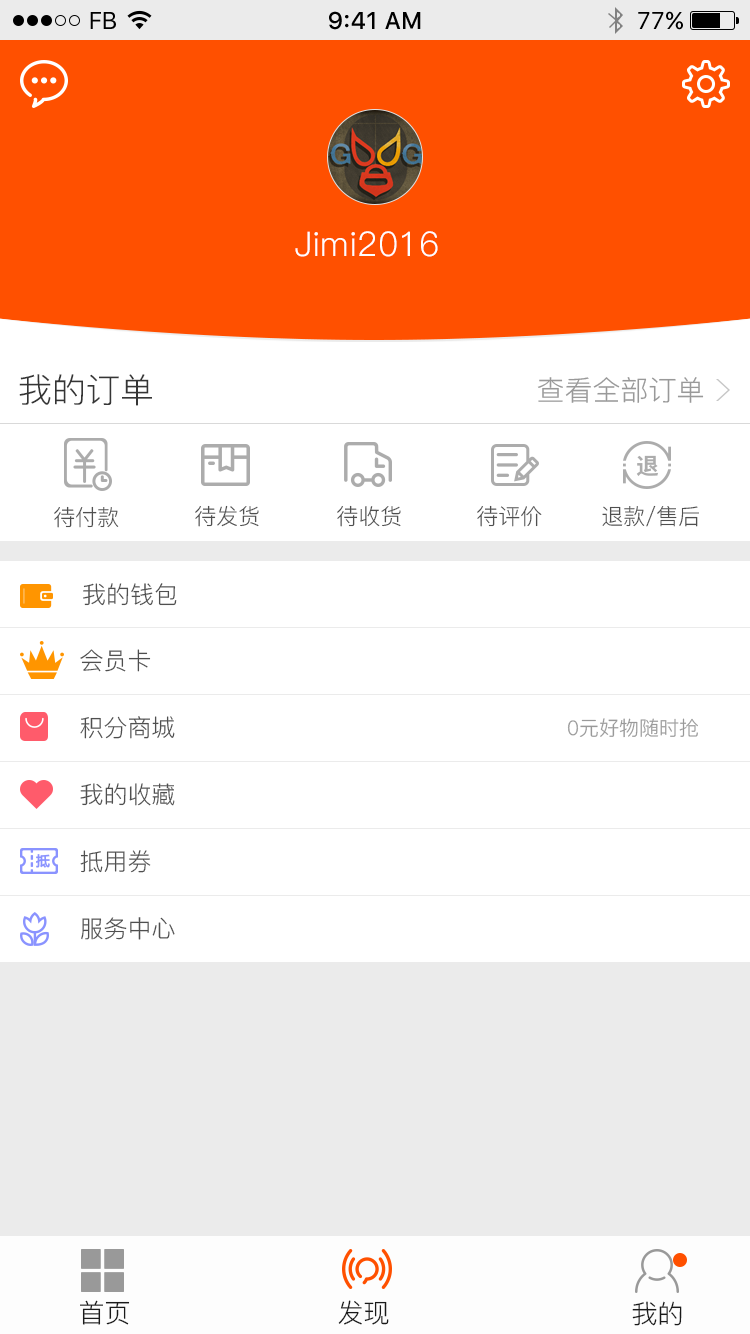 FB 9:41 AM 77%
G G
Jimi2016
我的订单 查看全部订单
待付款 待发货 待收货 待评价 退 退款/售后
我的钱包
会员卡
积分商城 0元好物随时抢
我的收藏
抵 抵用券
服务中心
首页 发现 我的